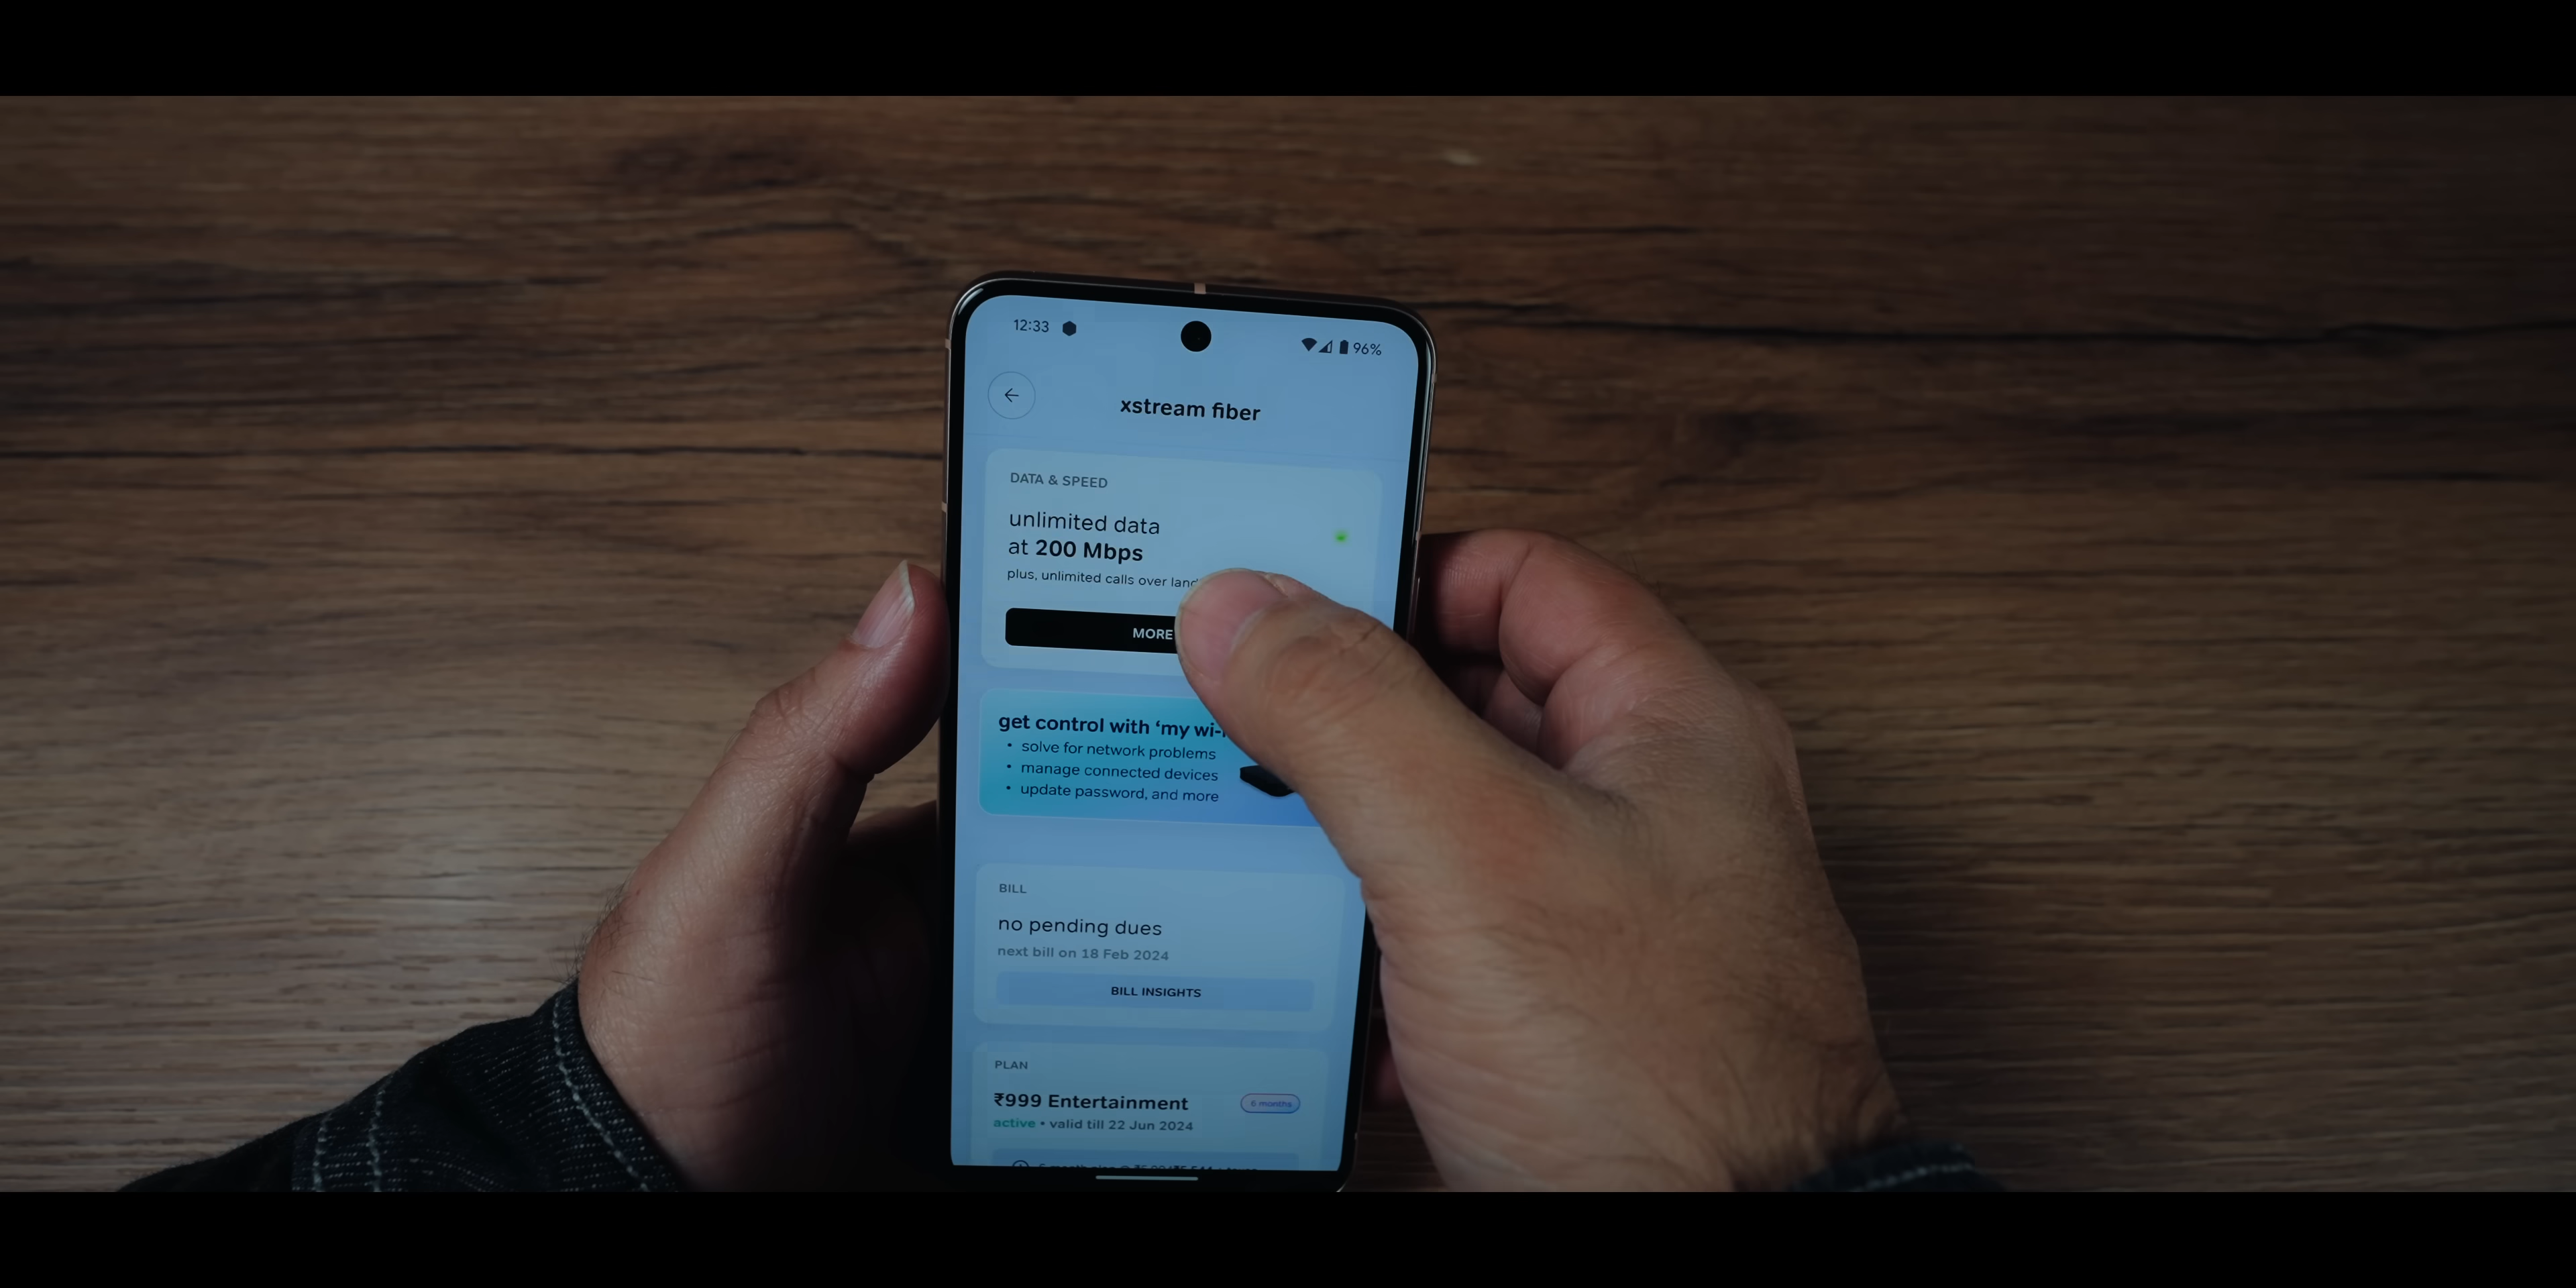 12:33
96%
xstream fiber
DATA & SPEED
unlimited data
at 200 Mbps
plus, unlimited calls over
MORE
get control with ‘my
• solve for network problems
• manage connected devices
• update password, and more
BILL
no pending dues
next bill on 18 Feb 2024
BILL INSIGHTS
PLAN
₹999 Entertainment
6 months
active • valid till 22 Jun 2024